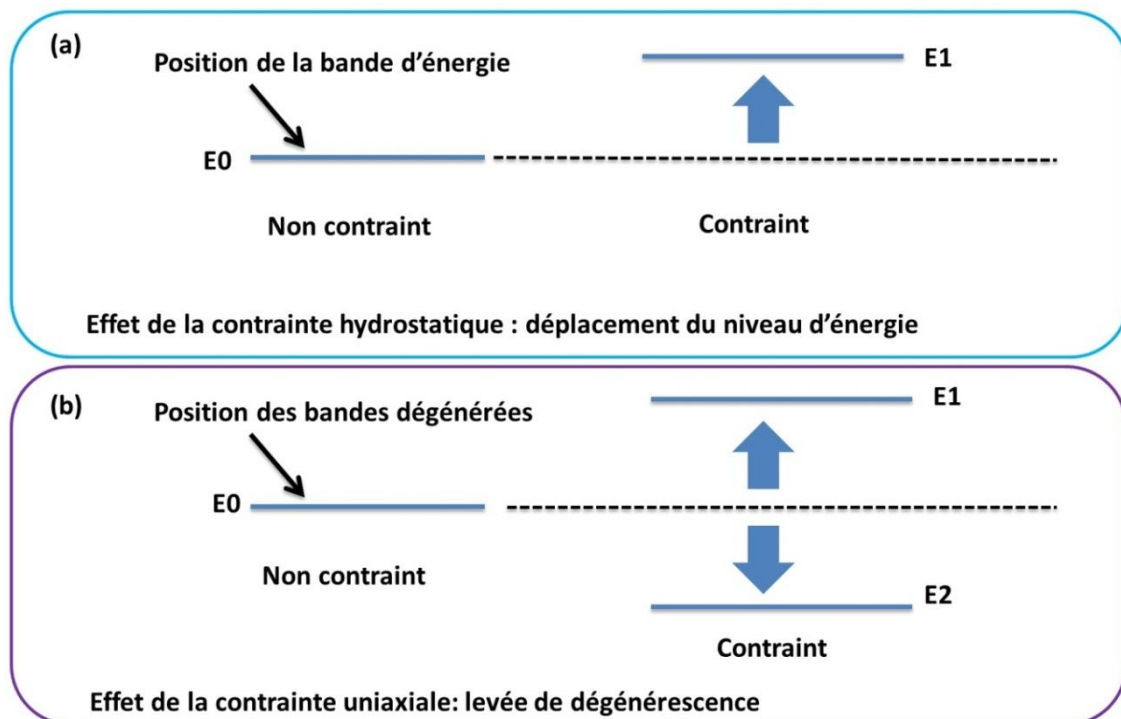 (a)
Position de la bande d’énergie
E1
E0
Non contraint
Contraint
Effet de la contrainte hydrostatique : déplacement du niveau d’énergie
(b)
Position des bandes dégénérées
E1
E0
Non contraint
E2
Contraint
Effet de la contrainte uniaxiale: levée de dégénérescence